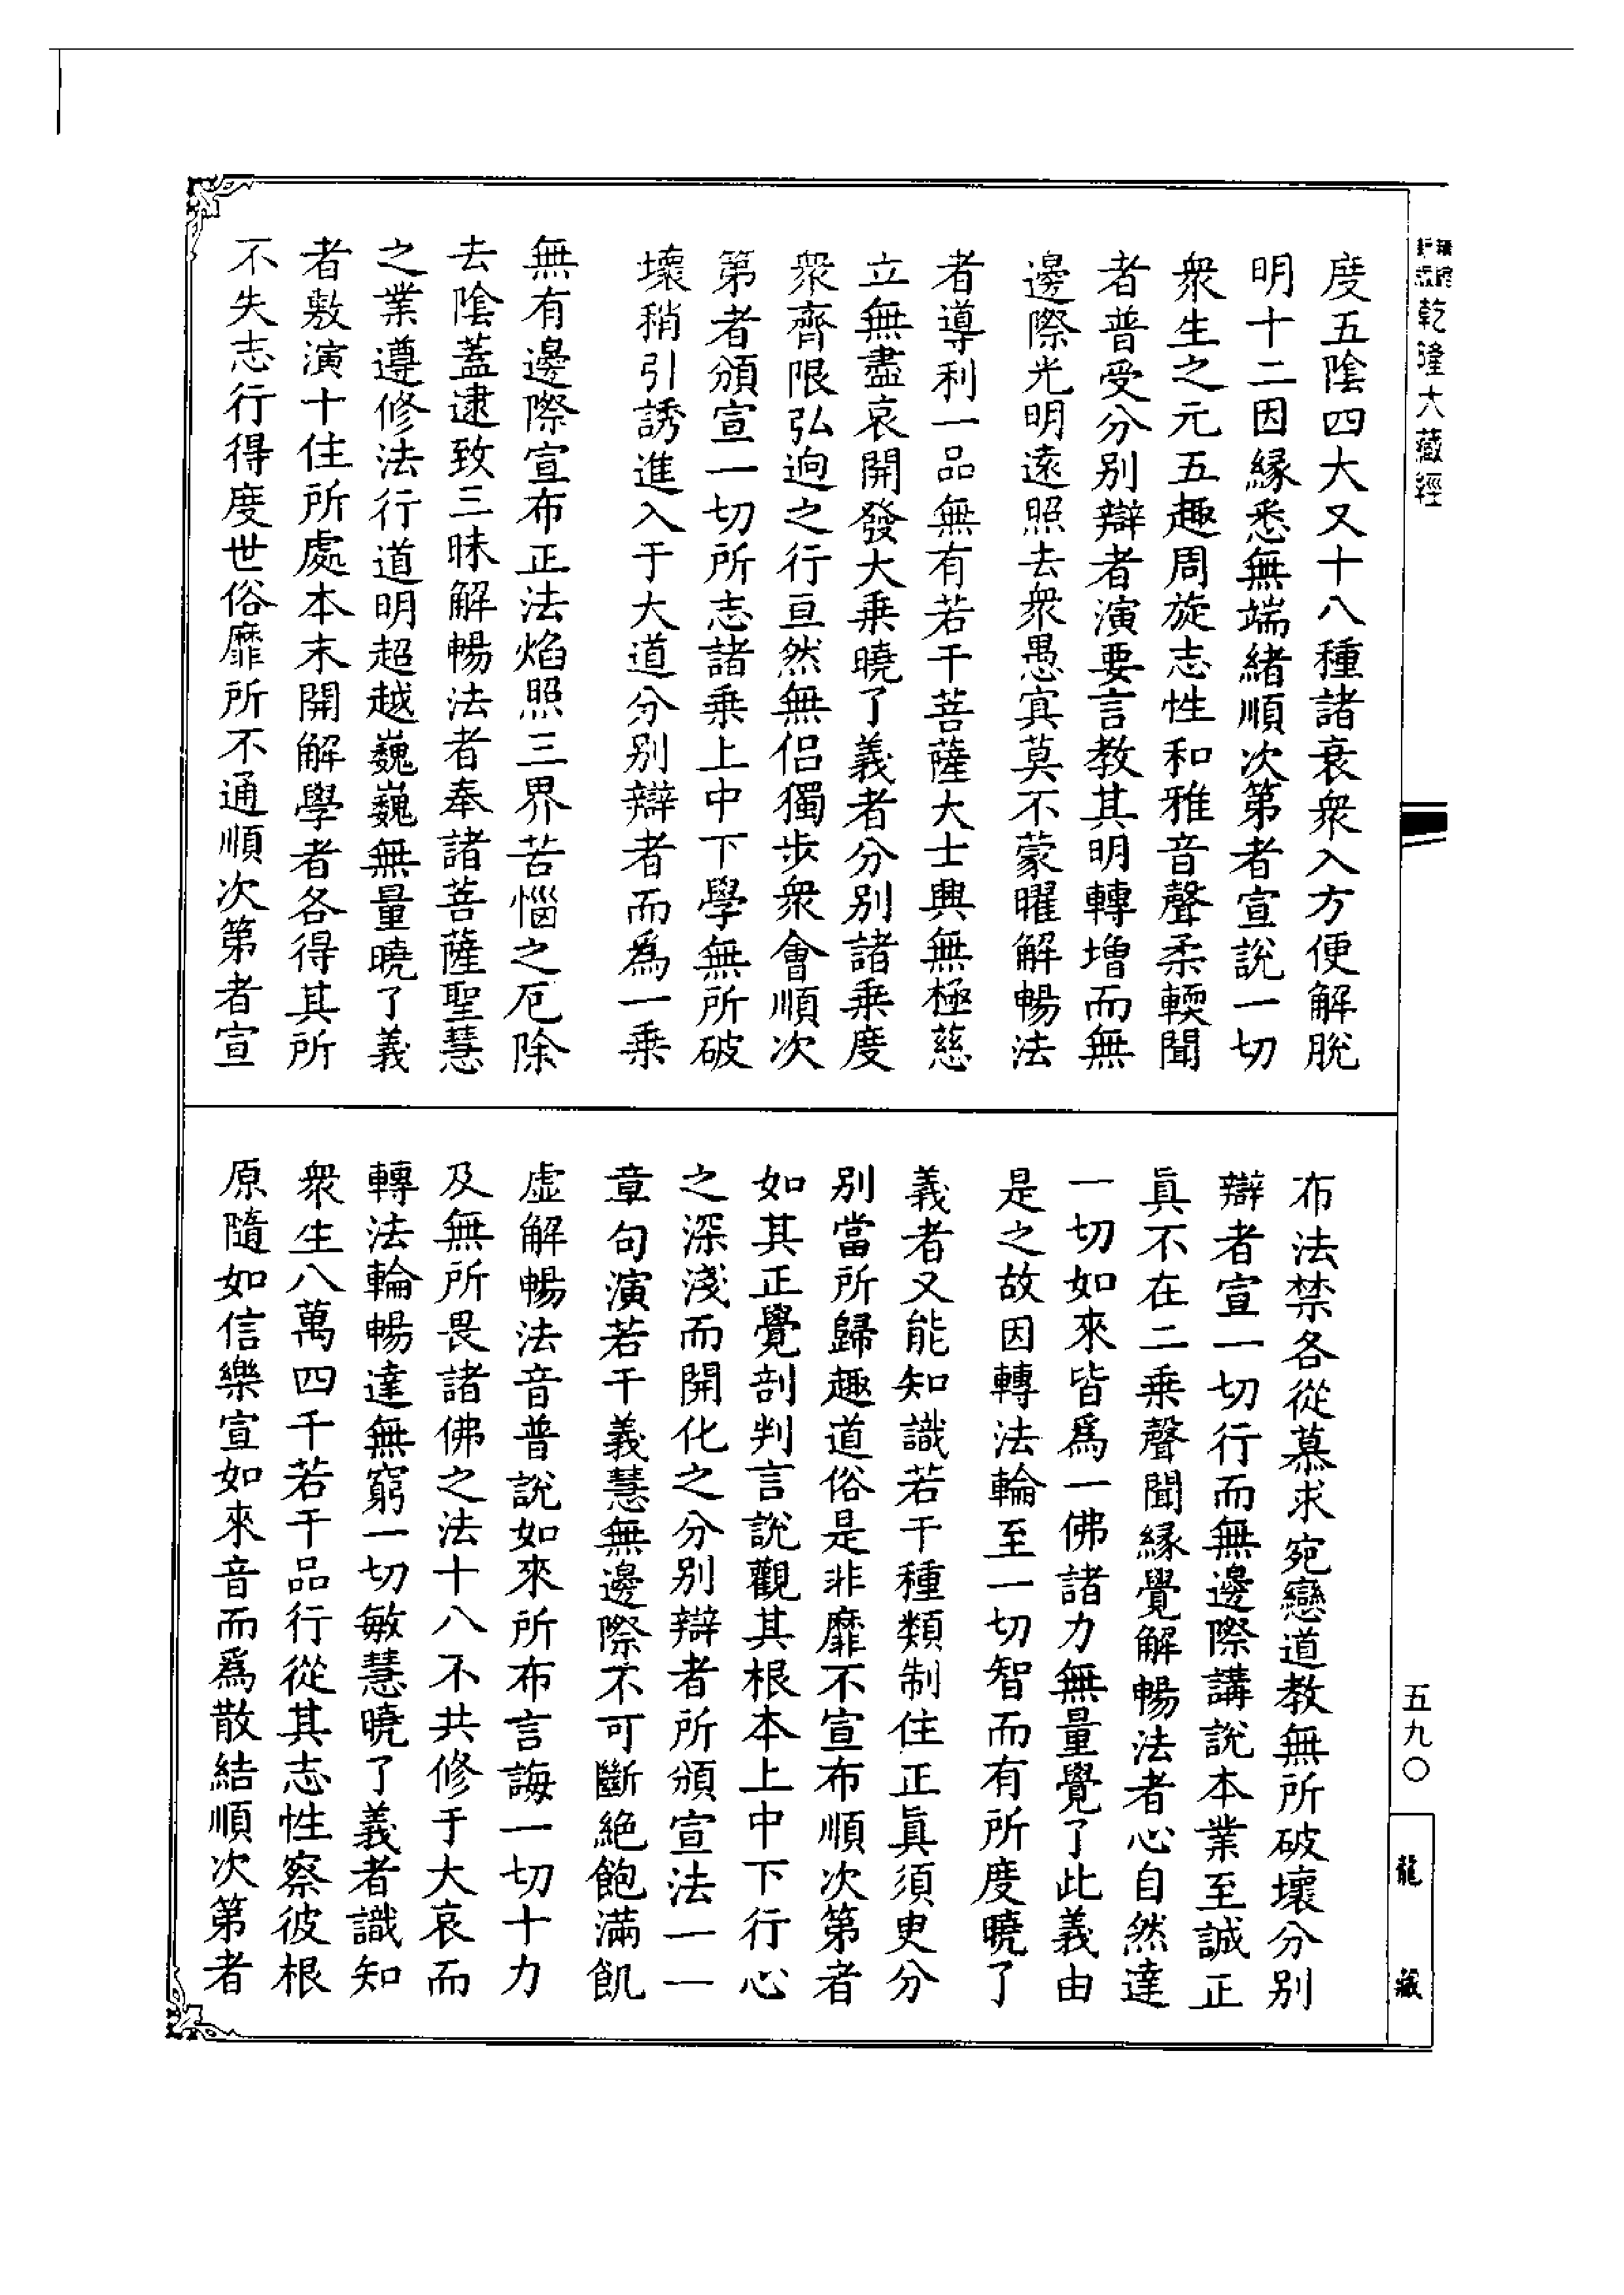 乾隆大藏經
度五陰四大又十八種諸衰衆入方便解脫
明十二因緣悉無端緒順次第者宣說一切
衆生之元五趣周旋志性和雅音聲柔輭聞
者普受分別辯者演要言教其明轉增而無
邊際光明遠照去衆愚寘莫不蒙曜解暢法
者導利一品無有若干菩薩大士興無極慈
立無盡哀開發大乗曉了義者分別諸乗度
衆齊限弘逈之行亘然無侣獨步衆會順次
第者頒宣一切所志諸乗上中下學無所破
壞稍引誘進入于大道分別辯者而爲一乗
無有邊際宣布正法焰照三界苦惱之厄除
去陰蓋逮致三昧解暢法者奉諸菩薩聖慧
之業遵修法行道明超越巍巍無量曉了義
者敷演十住所處本末開解學者各得其所
不失志行得度世俗靡所不通順次第者宣
布法禁各從慕求宛戀道教無所破壞分別
辯者宣一切行而無邊際講說本業至誠正
眞不在二乗聲聞緣覺解暢法者心自然達
一切如來皆爲一佛諸力無量覺了此義由
是之故因轉法輪至一切智而有所度曉了
義者又能知識若干種類制住正眞須更分
別當所歸趣道俗是非靡不宣布順次第者
如其正覺剖判言說觀其根本上中下行心
之深淺而開化之分別辯者所頒宣法一一
章句演若干義慧無邊際不可斷絶飽滿飢
虛解暢法音普說如來所布言誨一切十力
及無所畏諸佛之法十八不共修于大哀而
轉法輪暢達無窮一切敏慧曉了義者識知
衆生八萬四千若干品行從其志性察彼根
原隨如信樂宣如來音而爲散結順次第者
五九〇
龍藏